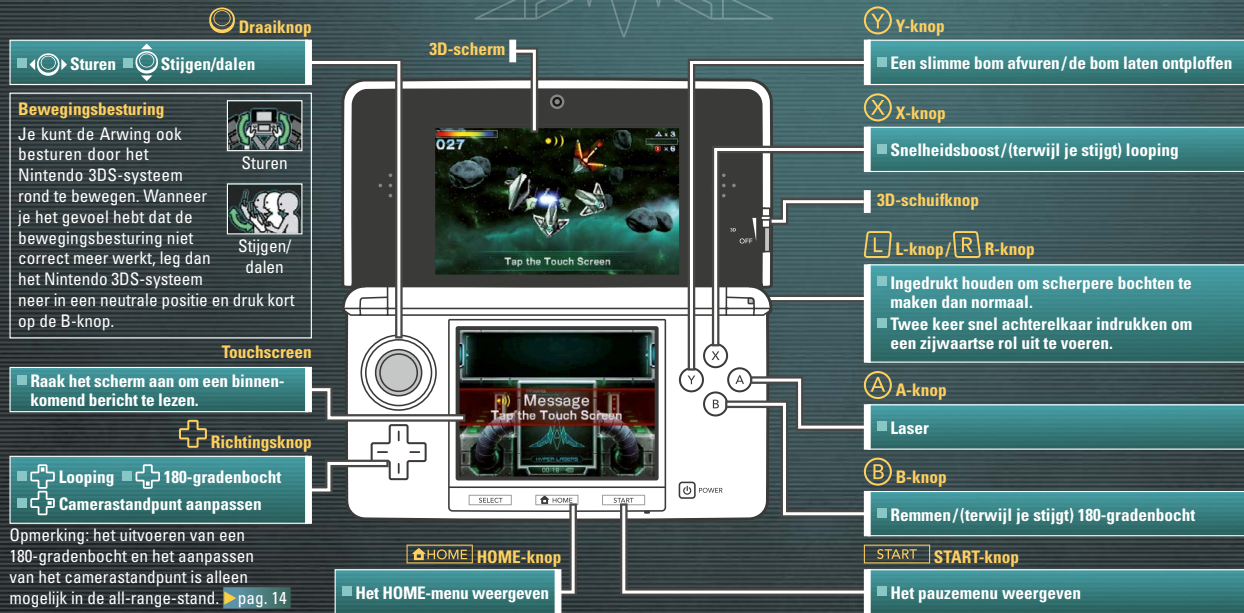 Draaiknop
Sturen Stijgen/dalen
Bewegingsbesturing
Je kunt de Arwing ook
besturen door het
Nintendo 3DS-systeem
rond te bewegen. Wanneer
je het gevoel hebt dat de
bewegingsbesturing niet
correct meer werkt, leg dan
het Nintendo 3DS-systeem
neer in een neutrale positie en druk kort
op de B-knop.
Sturen
Stijgen/
dalen
Touchscreen
Raak het scherm aan om een binnen-
komend bericht te lezen.
Richtingsknop
Looping 180-gradenbocht
Camerastandpunt aanpassen
Opmerking: het uitvoeren van een
180-gradenbocht en het aanpassen
van het camerastandpunt is alleen
mogelijk in de all-range-stand. pag. 14
3D-scherm
027
x 3
x 6
Tap the Touch Screen
3D
OFF
Message
Tap the Touch Screen
HYPER LASERS
X
Y
A
B
SELECT
HOME
START
POWER
HOME HOME-knop
Het HOME-menu weergeven
Y Y-knop
Een slimme bom afvuren/de bom laten ontploffen
X X-knop
Snelheidsboost/(terwijl je stijgt) looping
3D-schuifknop
L L-knop/R R-knop
Ingedrukt houden om scherpere bochten te
maken dan normaal.
Twee keer snel achterelkaar indrukken om
een zijwaartse rol uit te voeren.
A A-knop
Laser
B B-knop
Remmen/(terwijl je stijgt) 180-gradenbocht
START START-knop
Het pauzemenu weergeven